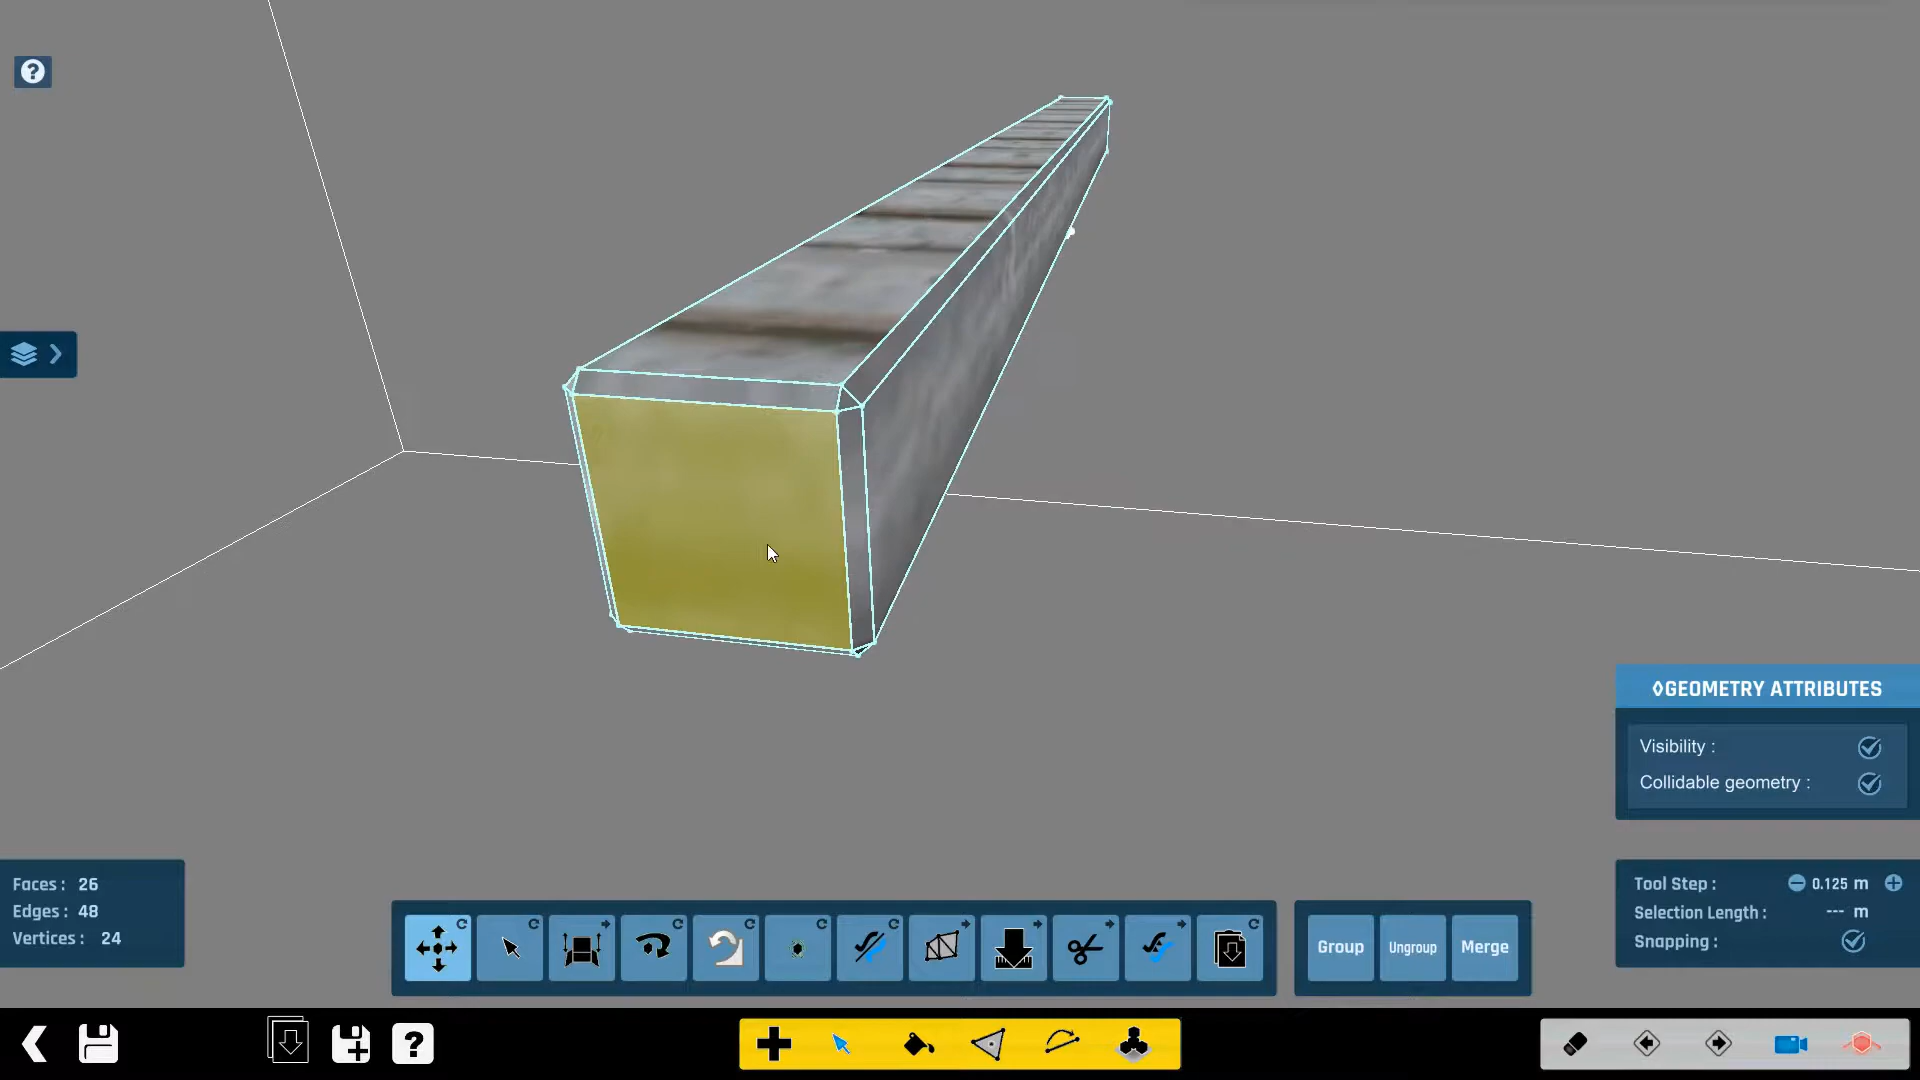 ?
◊GEOMETRY ATTRIBUTES
Visibility :
Collidable geometry :
Faces : 26
Edges : 48
Vertices : 24
Tool Step : 0.125 m
Selection Length : --- m
Snapping :
Group
Ungroup
Merge
?